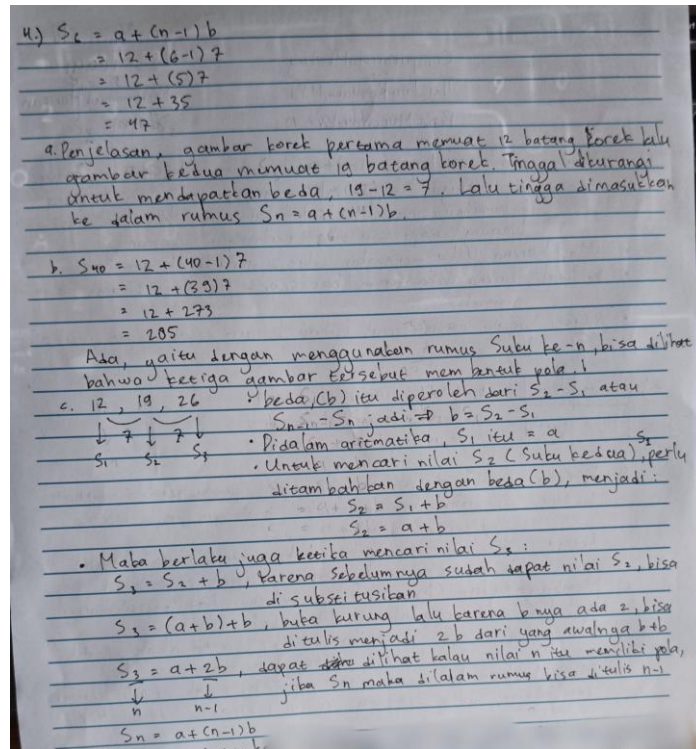 4.) S6 = a + (n-1) b
= 12 + (6-1) 7
= 12 + (5) 7
= 12 + 35
= 47
a. Penjelasan, gambar korek pertama memuat 12 batang korek lalu
gambar kedua memuat 19 batang korek. Tinggal dikurangi
untuk mendapatkan beda, 19 - 12 = 7. Lalu tingga dimasukkan
ke dalam rumus Sn = a + (n-1) b.
b. S40 = 12 + (40-1) 7
= 12 + (39) 7
= 12 + 273
= 285
Ada, yaitu dengan menggunakan rumus Suku ke-n, bisa dilihat
bahwa ketiga gambar tersebut membentuk pola.
c. 12, 19, 26
7 7
↓ ↓ ↓
S1 S2 S3
• beda (b) itu diperoleh dari S2 - S1 atau
Sn-1 - Sn jadi ⇒ b = S2 - S1
• Didalam aritmatika, S1 itu = a
• Untuk mencari nilai S2 (Suku kedua), perlu
ditambahkan dengan beda (b), menjadi:
S2 = S1 + b
S2 = a + b
• Maka berlaku juga ketika mencari nilai S3 :
S3 = S2 + b, karena sebelumnya sudah dapat nilai S2, bisa
di substitusikan
S3 = (a+b) + b, buka kurung lalu karena b nya ada 2, bisa
ditulis menjadi 2b dari yang awalnya b+b
S3 = a + 2b, dapat dilihat kalau nilai n itu memiliki pola,
↓ ↓
n n-1
jika Sn maka didalam rumus bisa ditulis n-1
Sn = a + (n-1) b